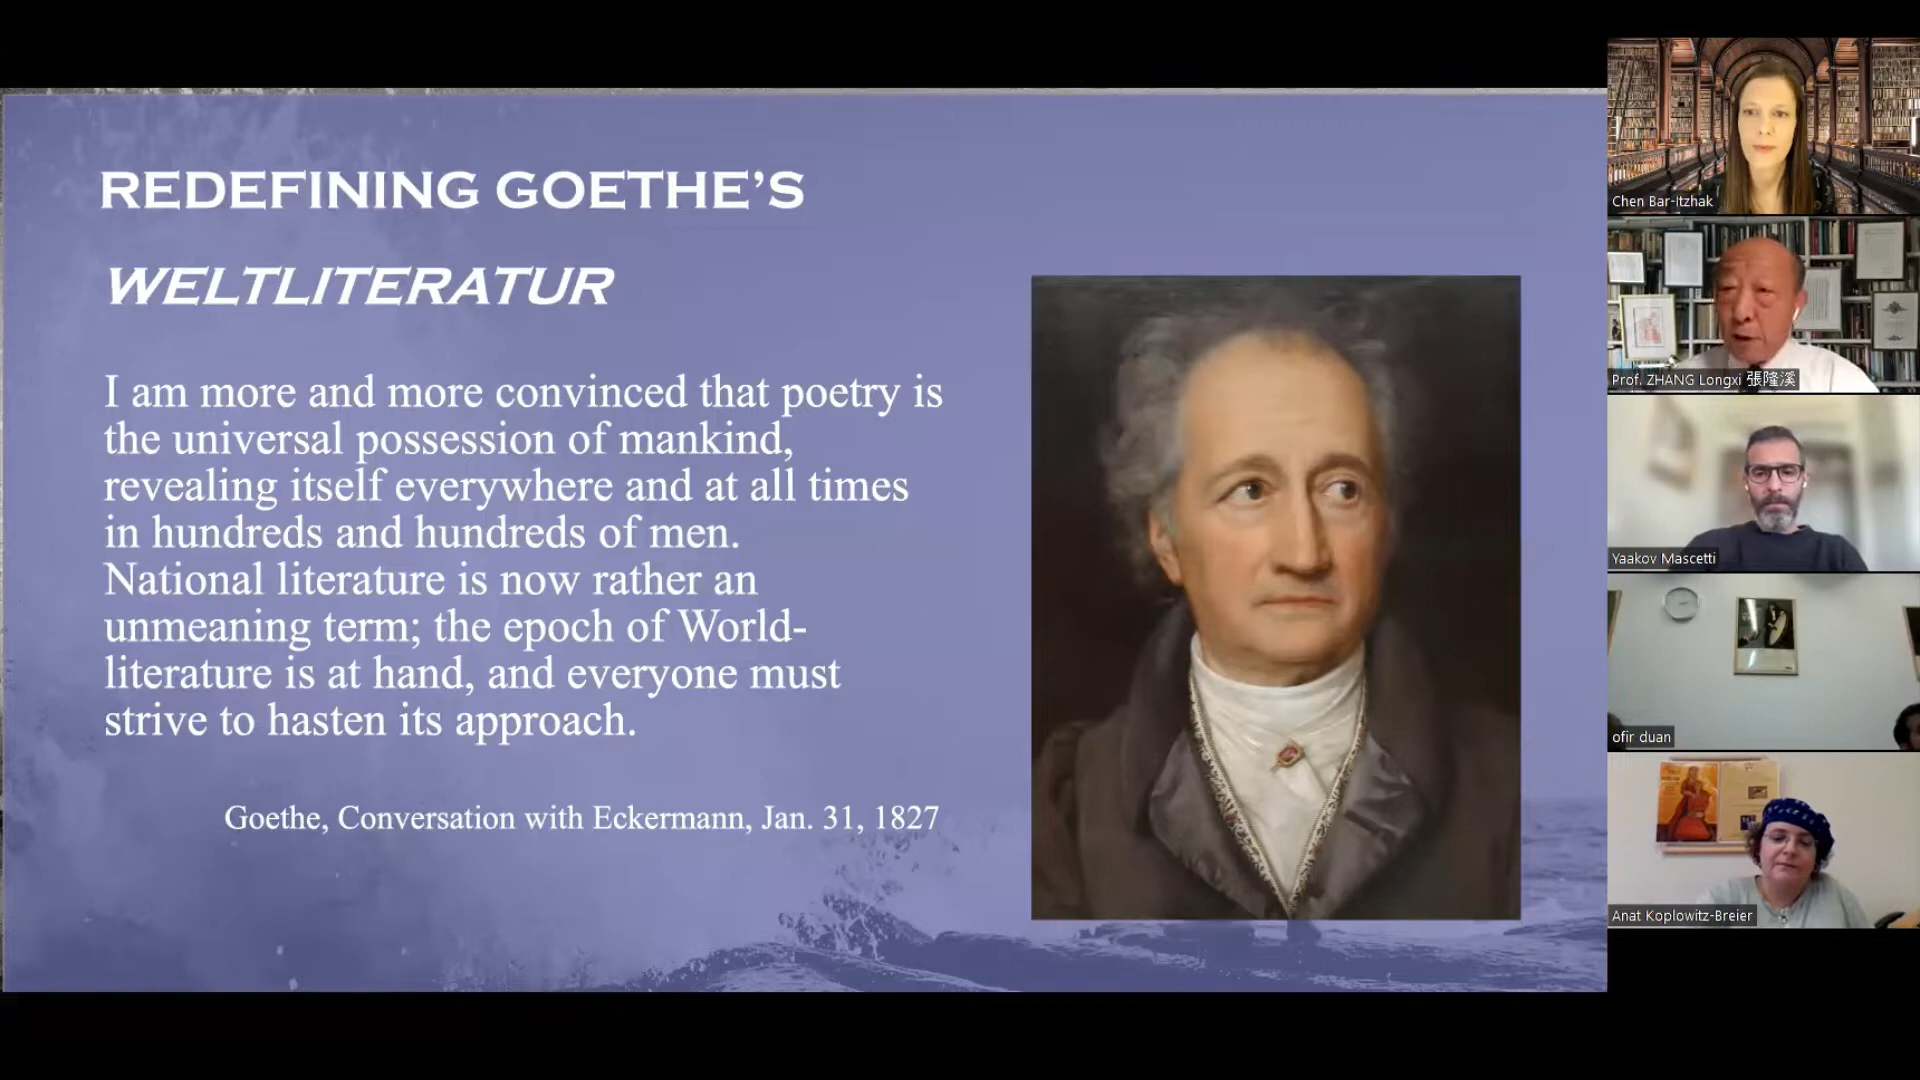 REDEFINING GOETHE’S
WELTLITERATUR
I am more and more convinced that poetry is
the universal possession of mankind,
revealing itself everywhere and at all times
in hundreds and hundreds of men.
National literature is now rather an
unmeaning term; the epoch of World-
literature is at hand, and everyone must
strive to hasten its approach.
Goethe, Conversation with Eckermann, Jan. 31, 1827
Chen Bar-Itzhak
Prof. ZHANG Longxi 張隆溪
Yaakov Mascetti
ofir duan
Anat Koplowitz-Breier